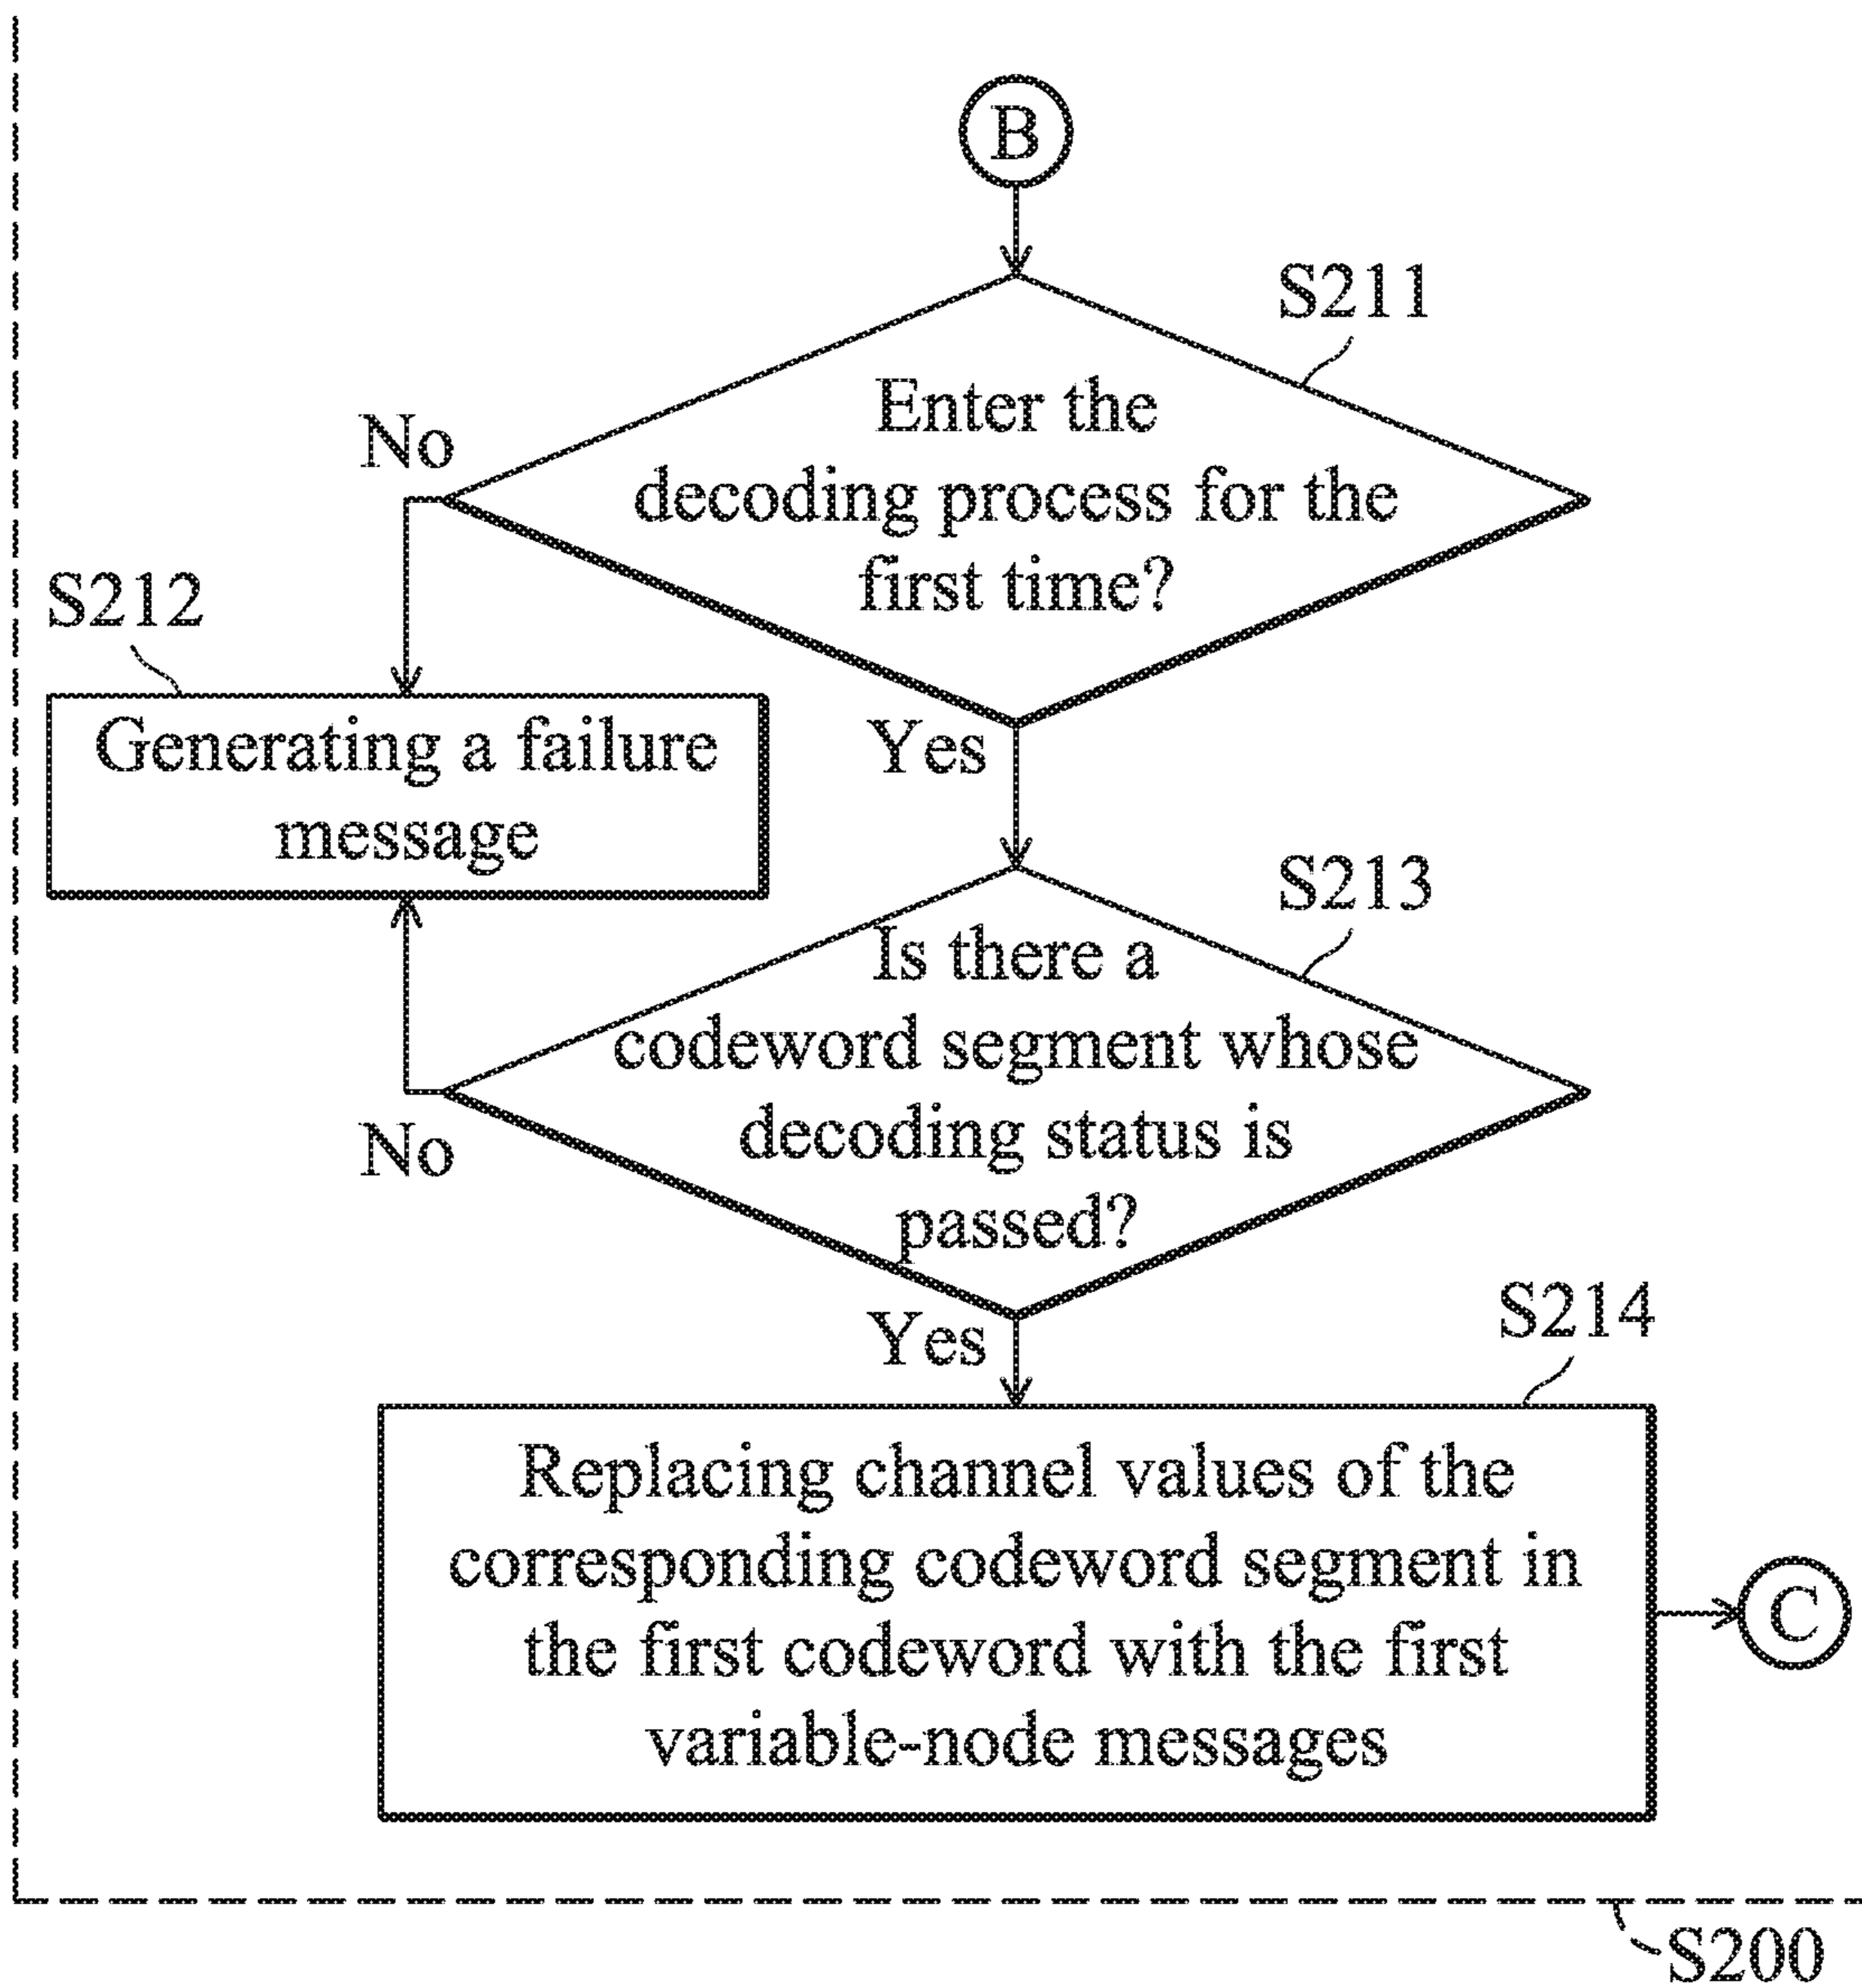 B
S211
Enter the
decoding process for the
first time?
No
S212
Generating a failure
message
Yes
S213
Is there a
codeword segment whose
decoding status is
passed?
No
Yes
S214
Replacing channel values of the
corresponding codeword segment in
the first codeword with the first
variable-node messages
C
S200